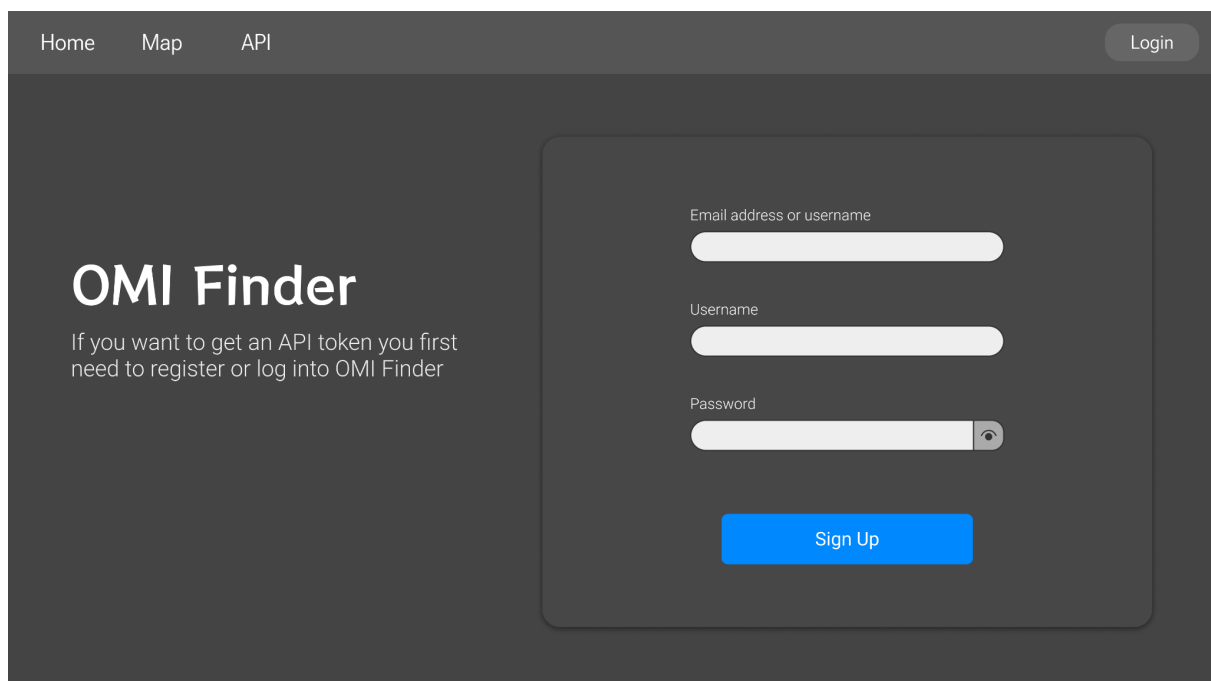 Home
Map
API
Login
OMI Finder
If you want to get an API token you first
need to register or log into OMI Finder
Email address or username
Username
Password
Sign Up